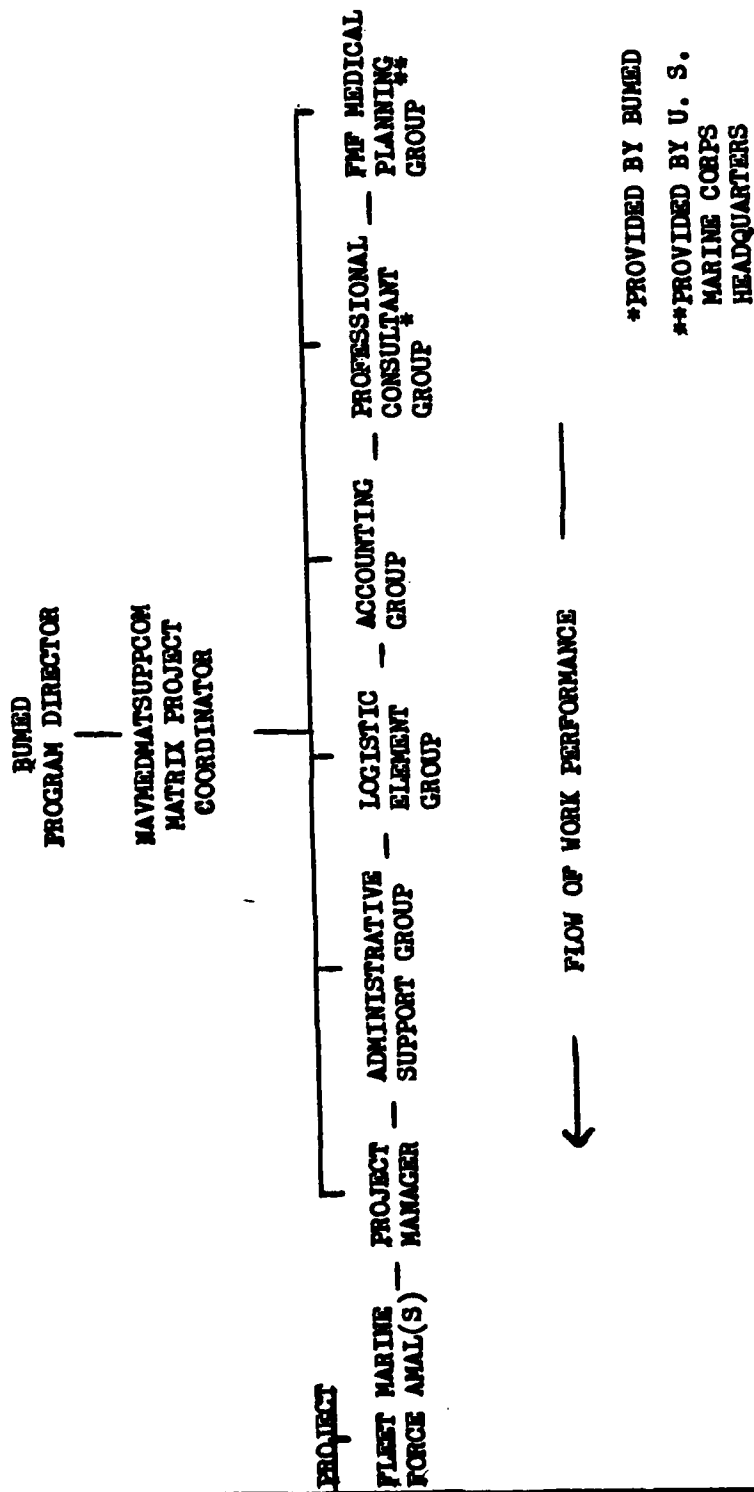 BUMED
PROGRAM DIRECTOR
NAVMEDMATSUPPCOM
MATRIX PROJECT
COORDINATOR
PROJECT
FLEET MARINE
FORCE AMAL(S)
PROJECT
MANAGER
ADMINISTRATIVE
SUPPORT GROUP
LOGISTIC
ELEMENT
GROUP
ACCOUNTING
GROUP
PROFESSIONAL
CONSULTANT
GROUP*
FMF MEDICAL
PLANNING
GROUP**
FLOW OF WORK PERFORMANCE
*PROVIDED BY BUMED
**PROVIDED BY U. S.
MARINE CORPS
HEADQUARTERS